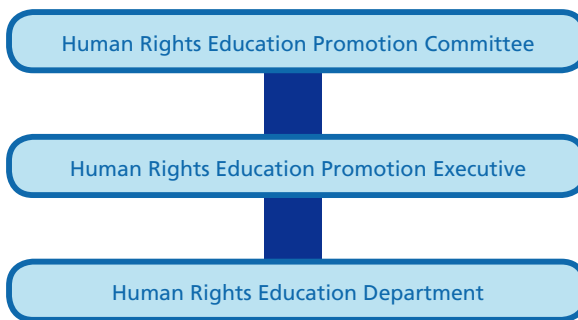 Human Rights Education Promotion Committee
Human Rights Education Promotion Executive
Human Rights Education Department